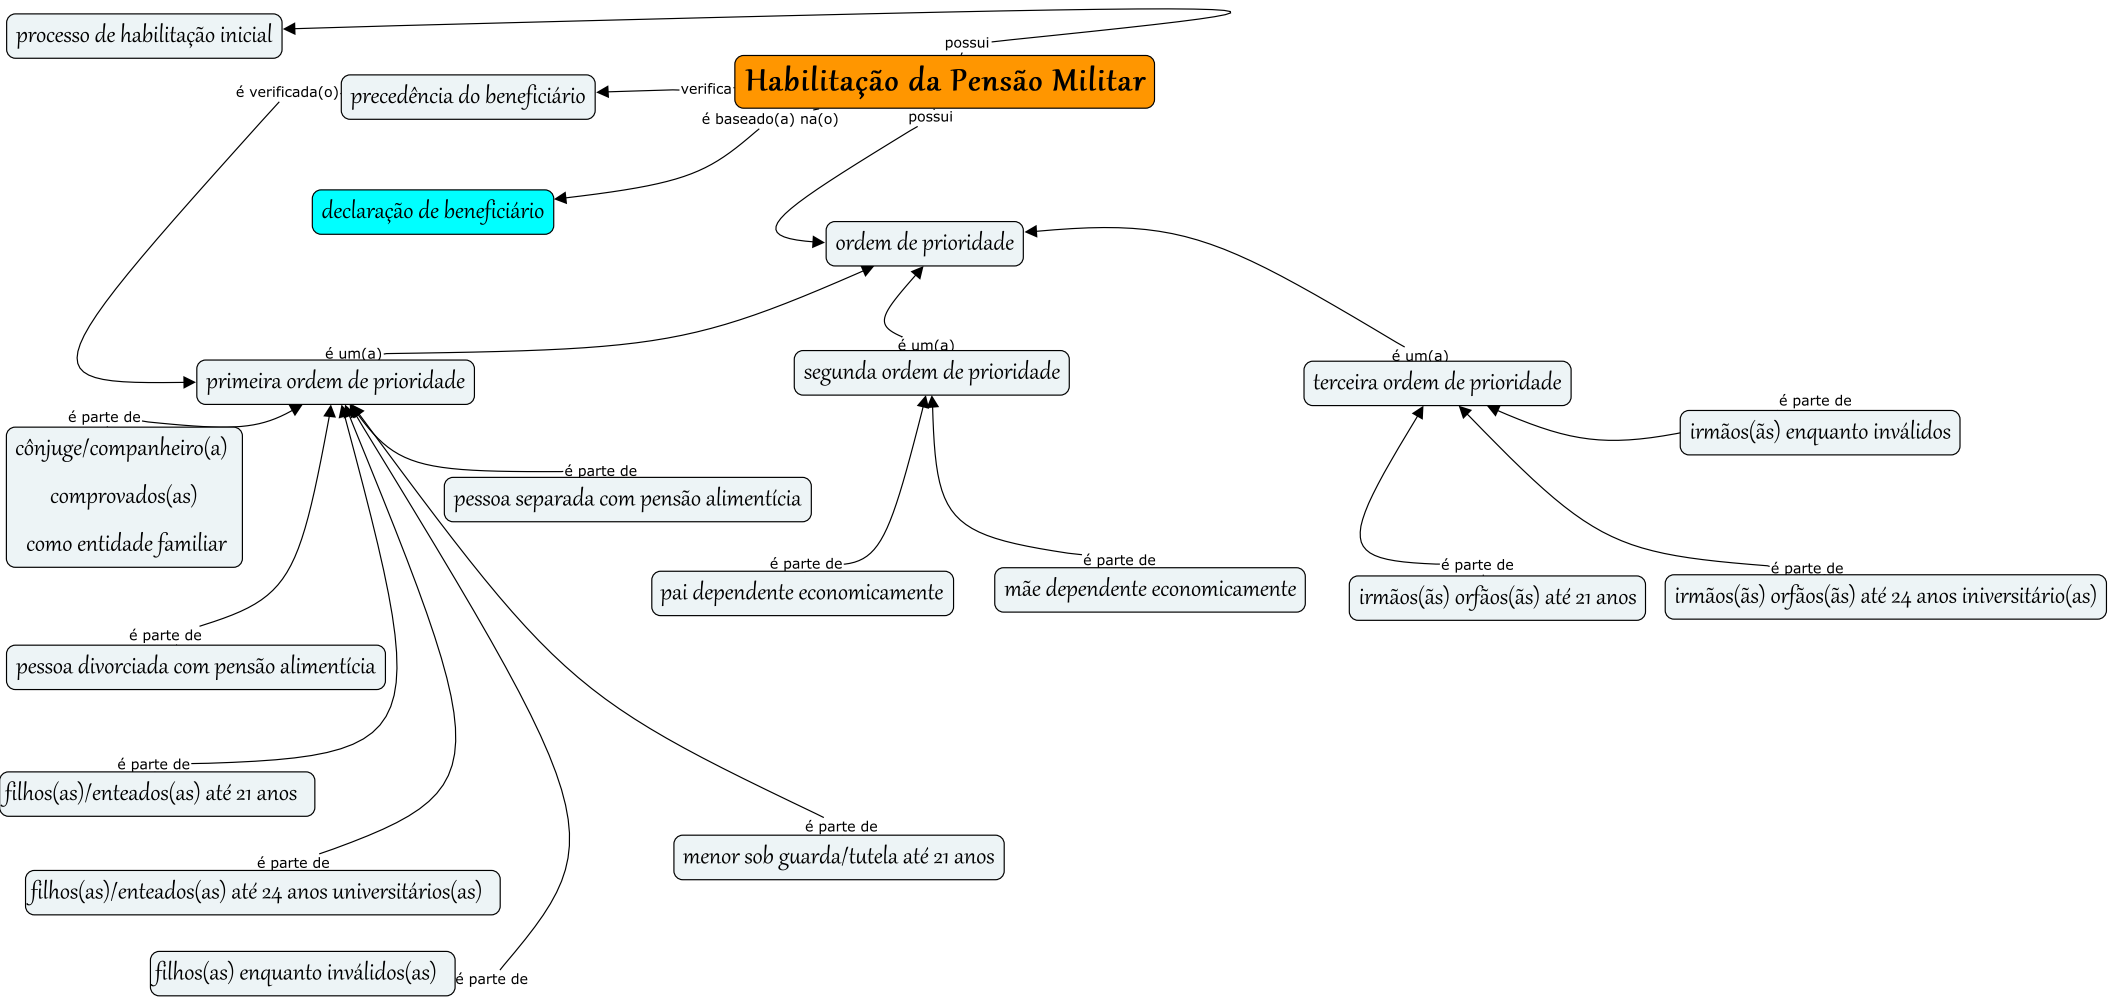 processo de habilitação inicial
possui
Habilitação da Pensão Militar
é verificada(o)
precedência do beneficiário
verifica
é baseado(a) na(o)
possui
declaração de beneficiário
ordem de prioridade
é um(a)
primeira ordem de prioridade
é um(a)
segunda ordem de prioridade
é um(a)
terceira ordem de prioridade
é parte de
cônjuge/companheiro(a)
comprovados(as)
como entidade familiar
é parte de
pessoa separada com pensão alimentícia
é parte de
irmãos(ãs) enquanto inválidos
é parte de
pai dependente economicamente
é parte de
mãe dependente economicamente
é parte de
irmãos(ãs) orfãos(ãs) até 21 anos
é parte de
irmãos(ãs) orfãos(ãs) até 24 anos iniversitário(as)
é parte de
pessoa divorciada com pensão alimentícia
é parte de
filhos(as)/enteados(as) até 21 anos
é parte de
menor sob guarda/tutela até 21 anos
é parte de
filhos(as)/enteados(as) até 24 anos universitários(as)
filhos(as) enquanto inválidos(as)
é parte de